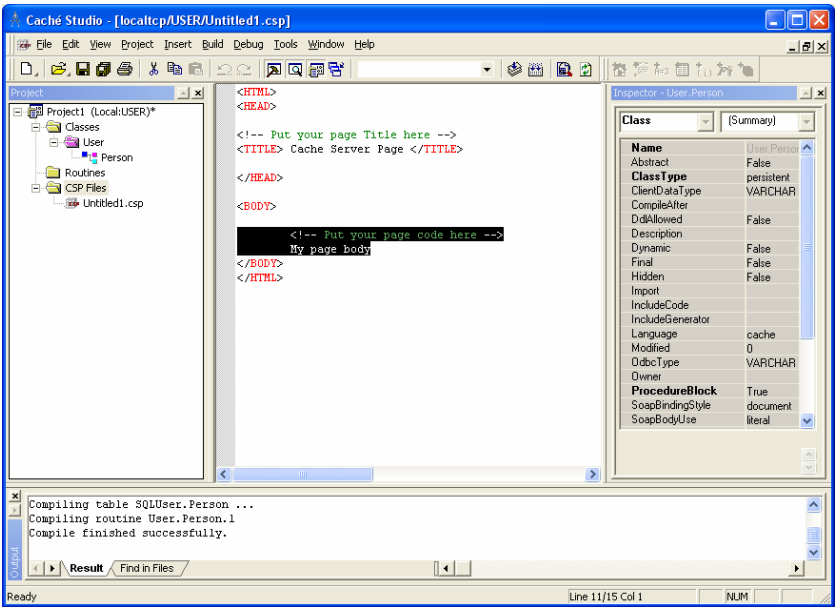 Caché Studio - [localtcp/USER/Untitled1.csp]
File Edit View Project Insert Build Debug Tools Window Help
Project
Project1 (Local:USER)*
Classes
User
Person
Routines
CSP Files
Untitled1.csp
<HTML>
<HEAD>
<!-- Put your page Title here -->
<TITLE> Cache Server Page </TITLE>
</HEAD>
<BODY>
<!-- Put your page code here -->
My page body
</BODY>
</HTML>
Inspector - User.Person
Class (Summary)
Name User.Person
Abstract False
ClassType persistent
ClientDataType VARCHAR
CompileAfter
DdlAllowed False
Description
Dynamic False
Final False
Hidden False
Import
IncludeCode
IncludeGenerator
Language cache
Modified 0
OdbcType VARCHAR
Owner
ProcedureBlock True
SoapBindingStyle document
SoapBodyUse literal
Output
Compiling table SQLUser.Person ...
Compiling routine User.Person.1
Compile finished successfully.
Result Find in Files
Ready Line 11/15 Col 1 NUM